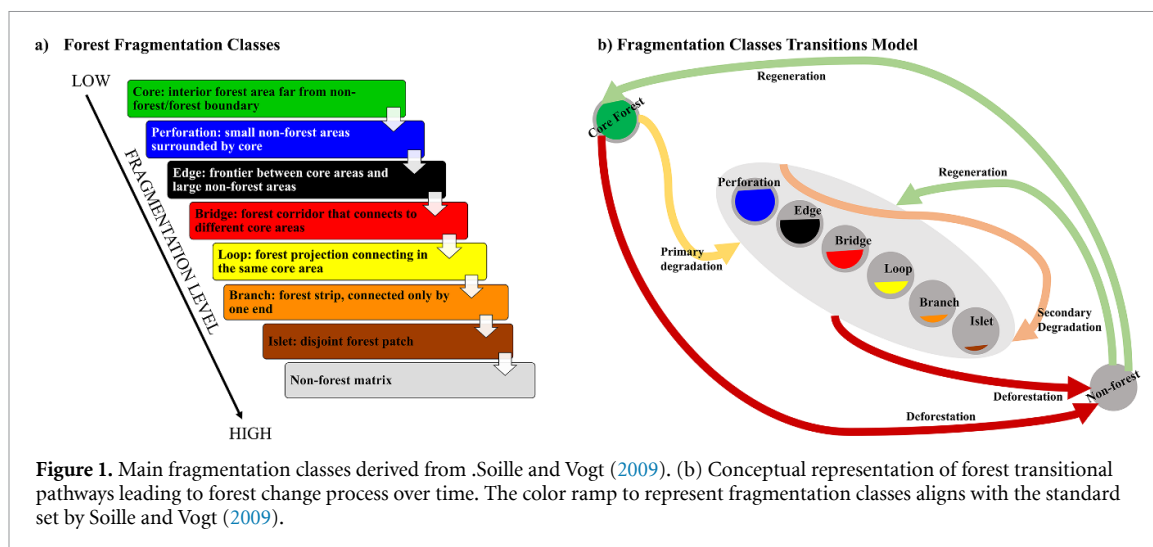 a) Forest Fragmentation Classes
LOW
FRAGMENTATION LEVEL
HIGH
Core: interior forest area far from non-
forest/forest boundary
Perforation: small non-forest areas
surrounded by core
Edge: frontier between core areas and
large non-forest areas
Bridge: forest corridor that connects to
different core areas
Loop: forest projection connecting in
the same core area
Branch: forest strip, connected only by
one end
Islet: disjoint forest patch
Non-forest matrix
b) Fragmentation Classes Transitions Model
Regeneration
Core Forest
Regeneration
Perforation
Edge
Bridge
Loop
Branch
Islet
Primary
degradation
Secondary
Degradation
Non-forest
Deforestation
Deforestation
Figure 1. Main fragmentation classes derived from .Soille and Vogt (2009). (b) Conceptual representation of forest transitional
pathways leading to forest change process over time. The color ramp to represent fragmentation classes aligns with the standard
set by Soille and Vogt (2009).